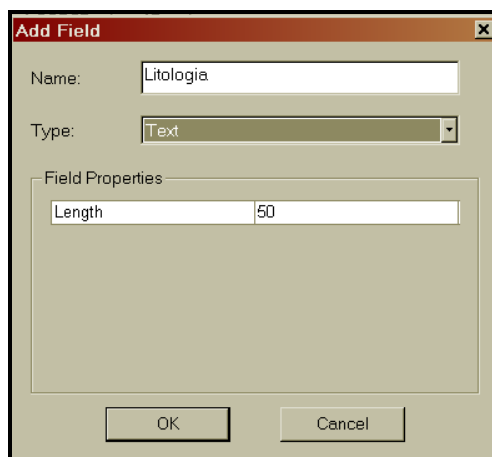 Add Field
Name: Litologia
Type: Text
Field Properties
Length 50
OK Cancel